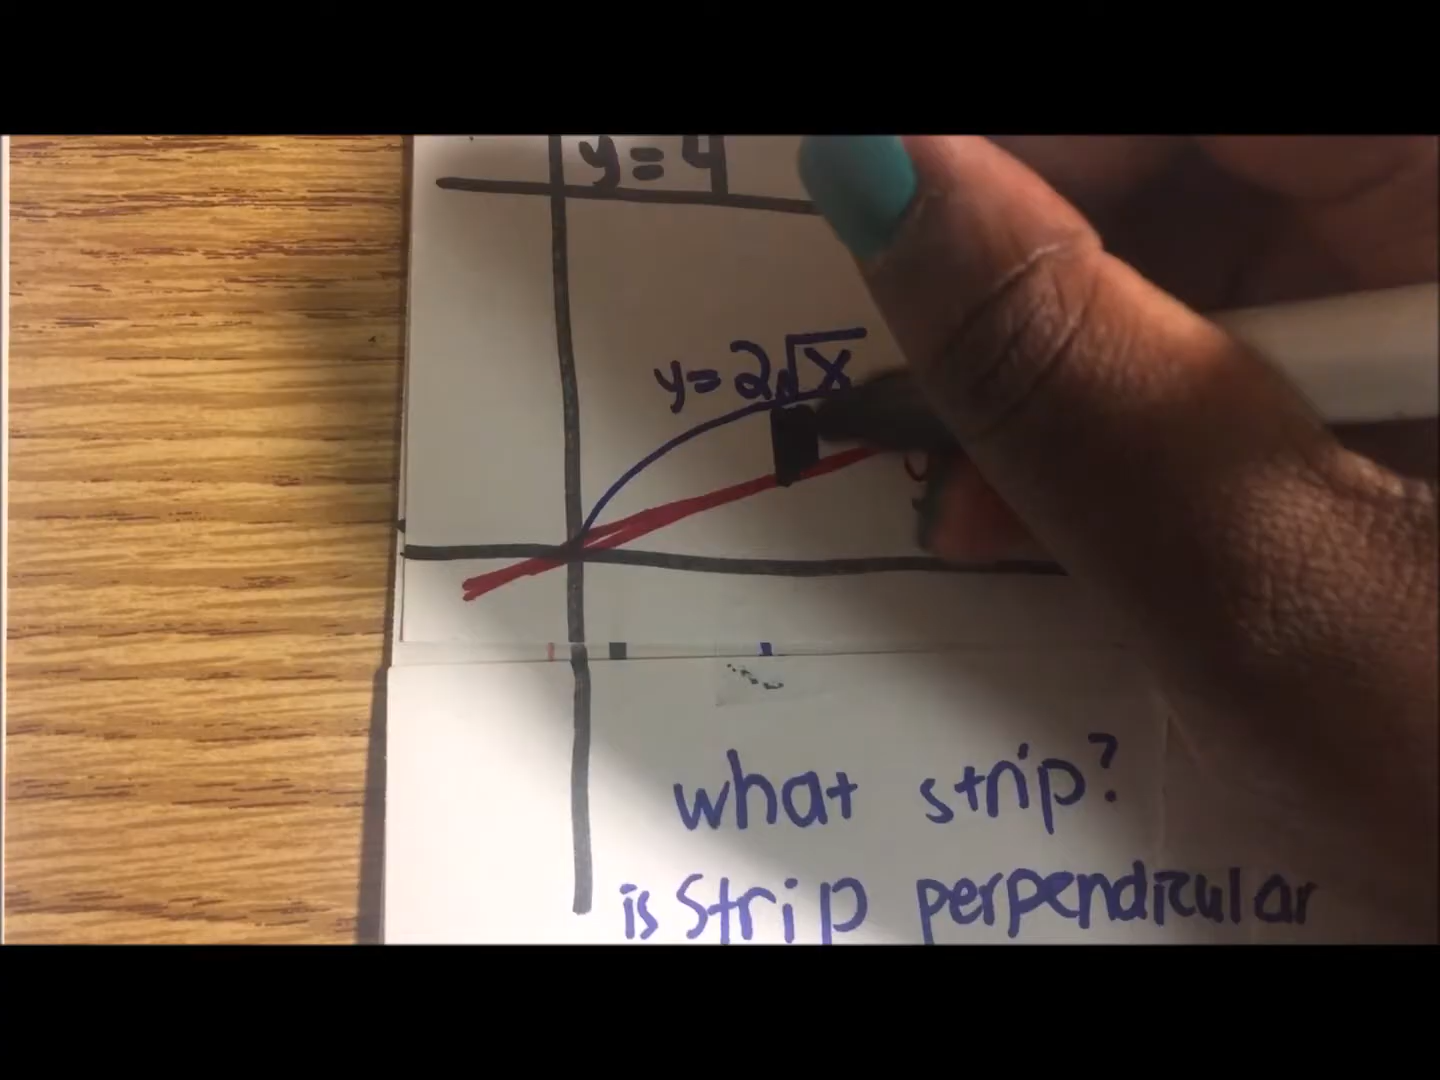 y=4
y=2√x
what strip?
is strip perpendicular